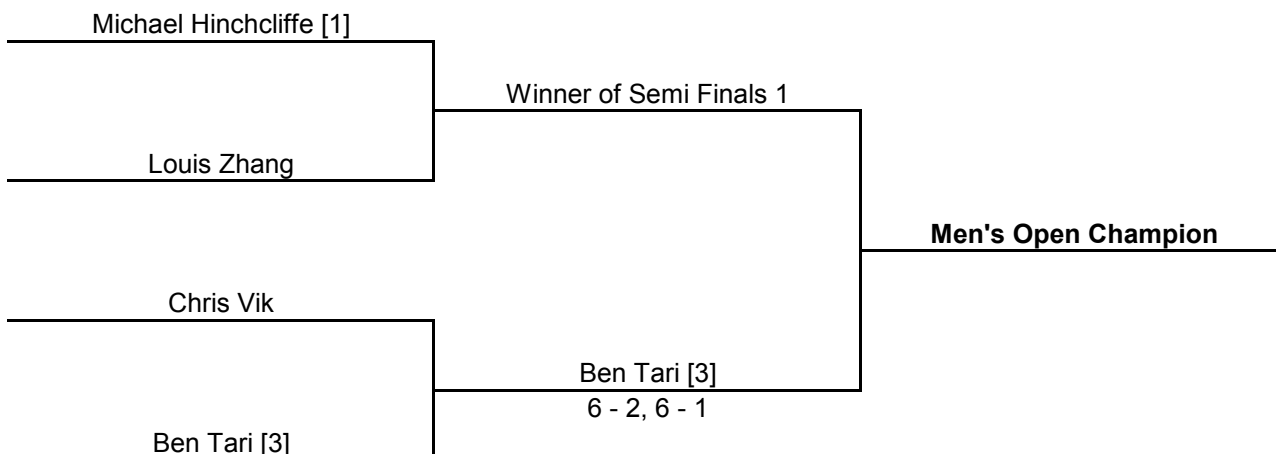 Michael Hinchcliffe [1]
Winner of Semi Finals 1
Louis Zhang
Men's Open Champion
Chris Vik
Ben Tari [3]
6 - 2, 6 - 1
Ben Tari [3]